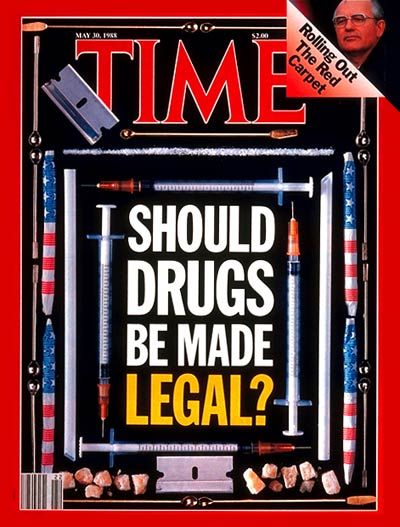 MAY 30, 1988
$2.00
TIME
Rolling Out
The Red
Carpet
SHOULD
DRUGS
BE MADE
LEGAL?